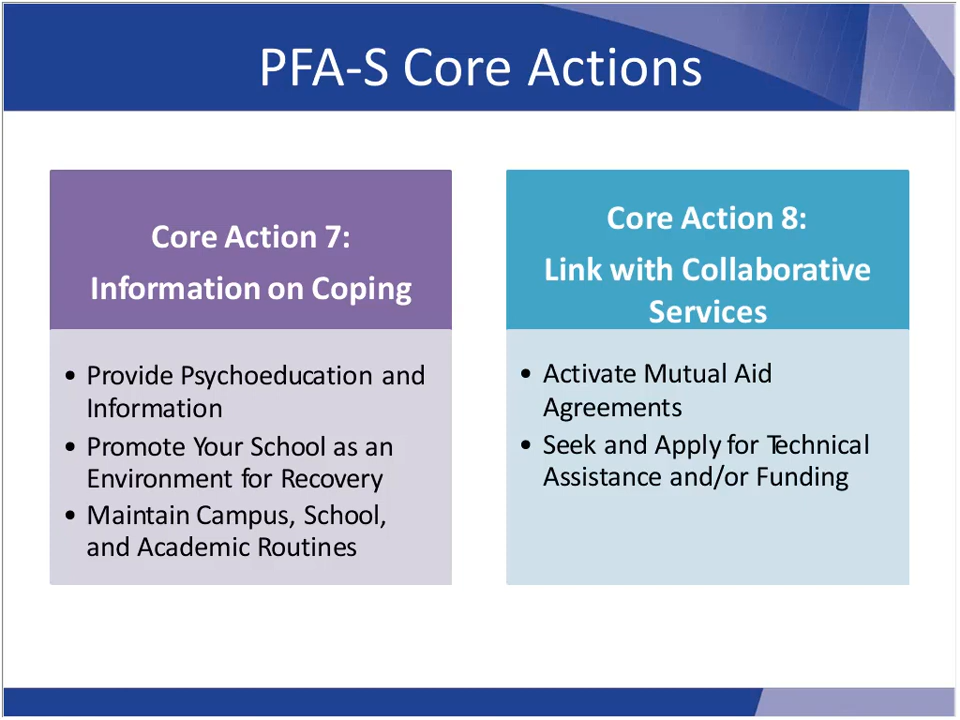 PFA-S Core Actions
Core Action 7:
Information on Coping
• Provide Psychoeducation and
Information
• Promote Your School as an
Environment for Recovery
• Maintain Campus, School,
and Academic Routines
Core Action 8:
Link with Collaborative
Services
• Activate Mutual Aid
Agreements
• Seek and Apply for Technical
Assistance and/or Funding